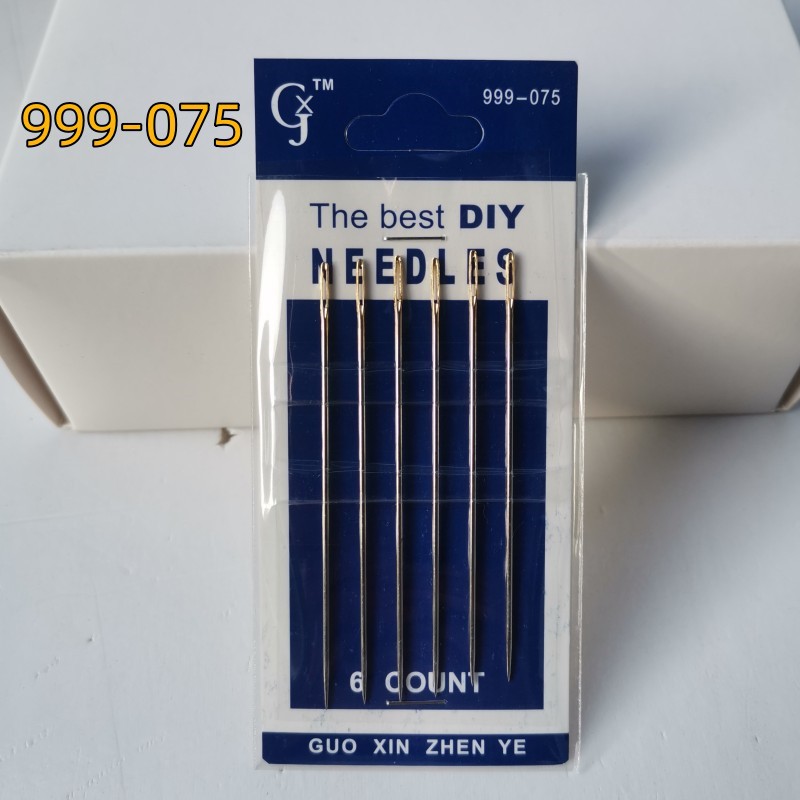 GXJ™
999-075
999-075
The best DIY
NEEDLES
6 COUNT
GUO XIN ZHEN YE